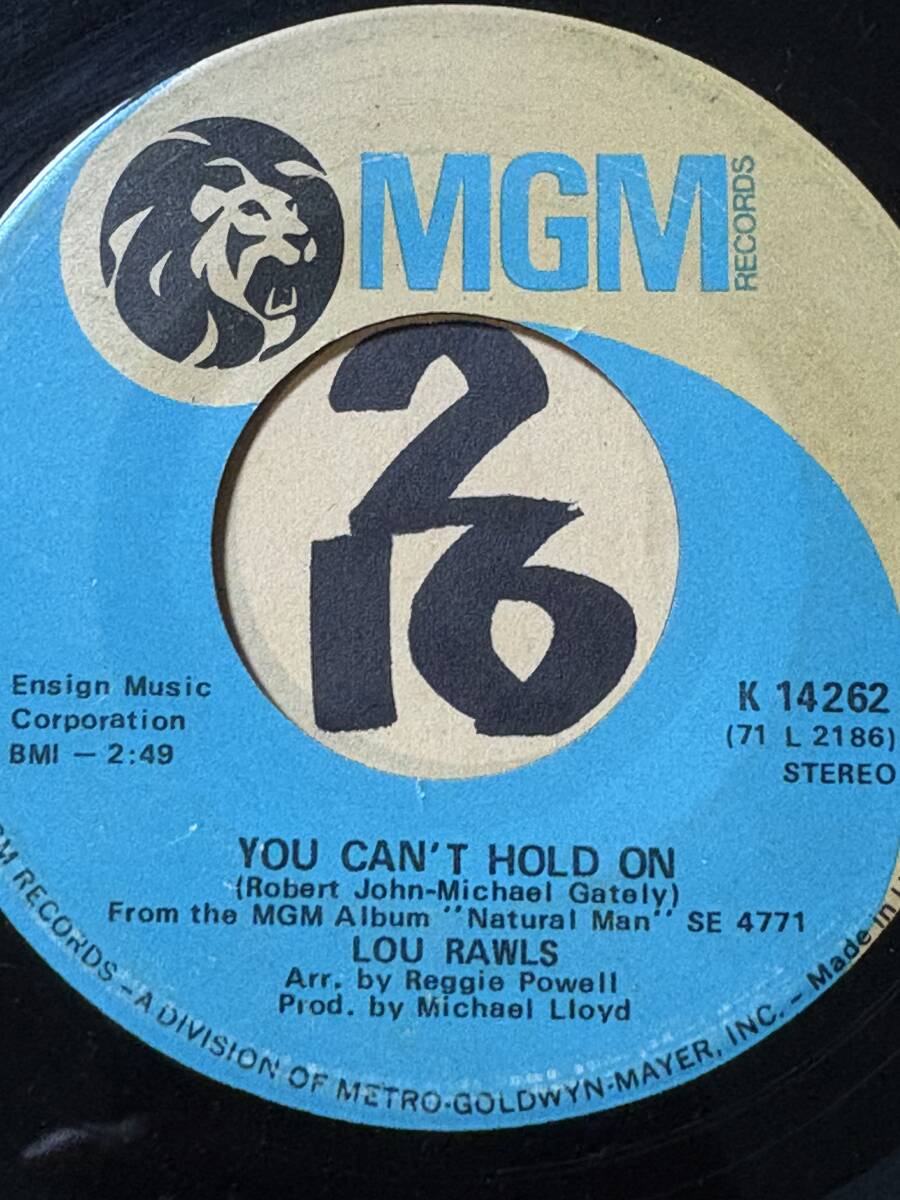 MGM
RECORDS
2
16
Ensign Music
Corporation
BMI — 2:49
K 14262
(71 L 2186)
STEREO
YOU CAN'T HOLD ON
(Robert John-Michael Gately)
From the MGM Album "Natural Man" SE 4771
LOU RAWLS
Arr. by Reggie Powell
Prod. by Michael Lloyd
RECORDS – A DIVISION OF METRO-GOLDWYN-MAYER, INC. – Made in